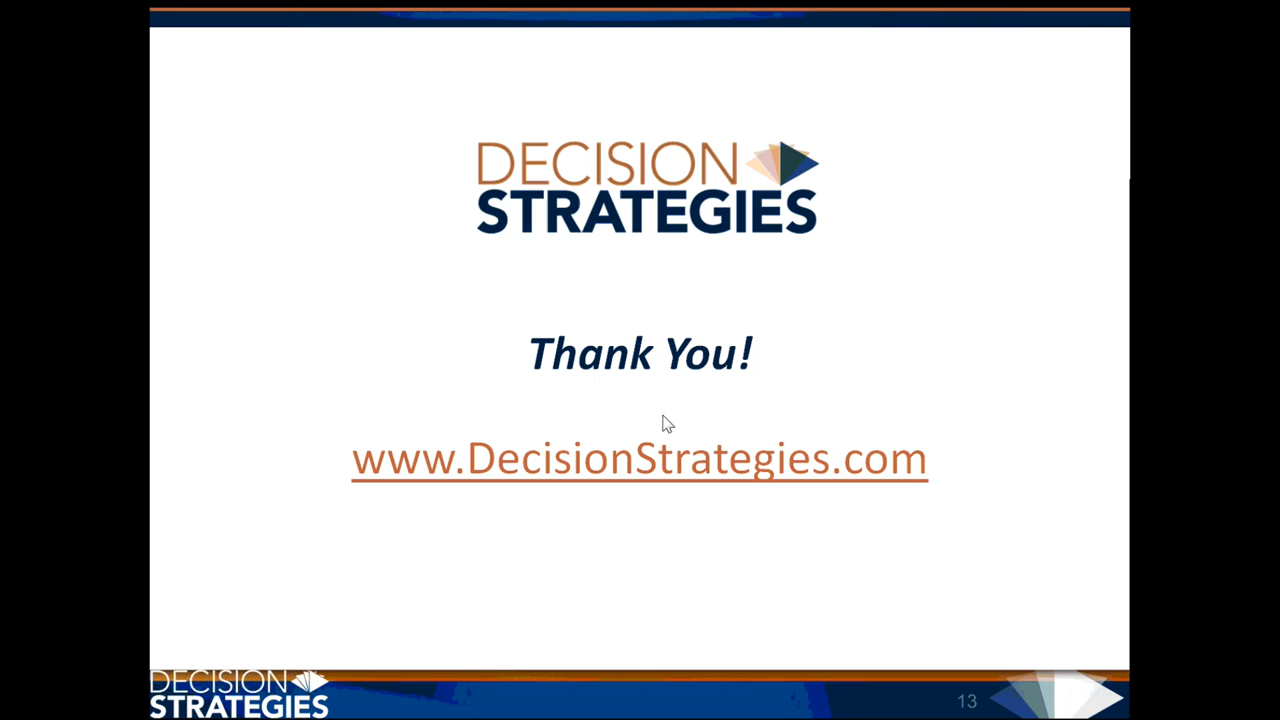 DECISION
STRATEGIES
Thank You!
www.DecisionStrategies.com
DECISION
STRATEGIES
13